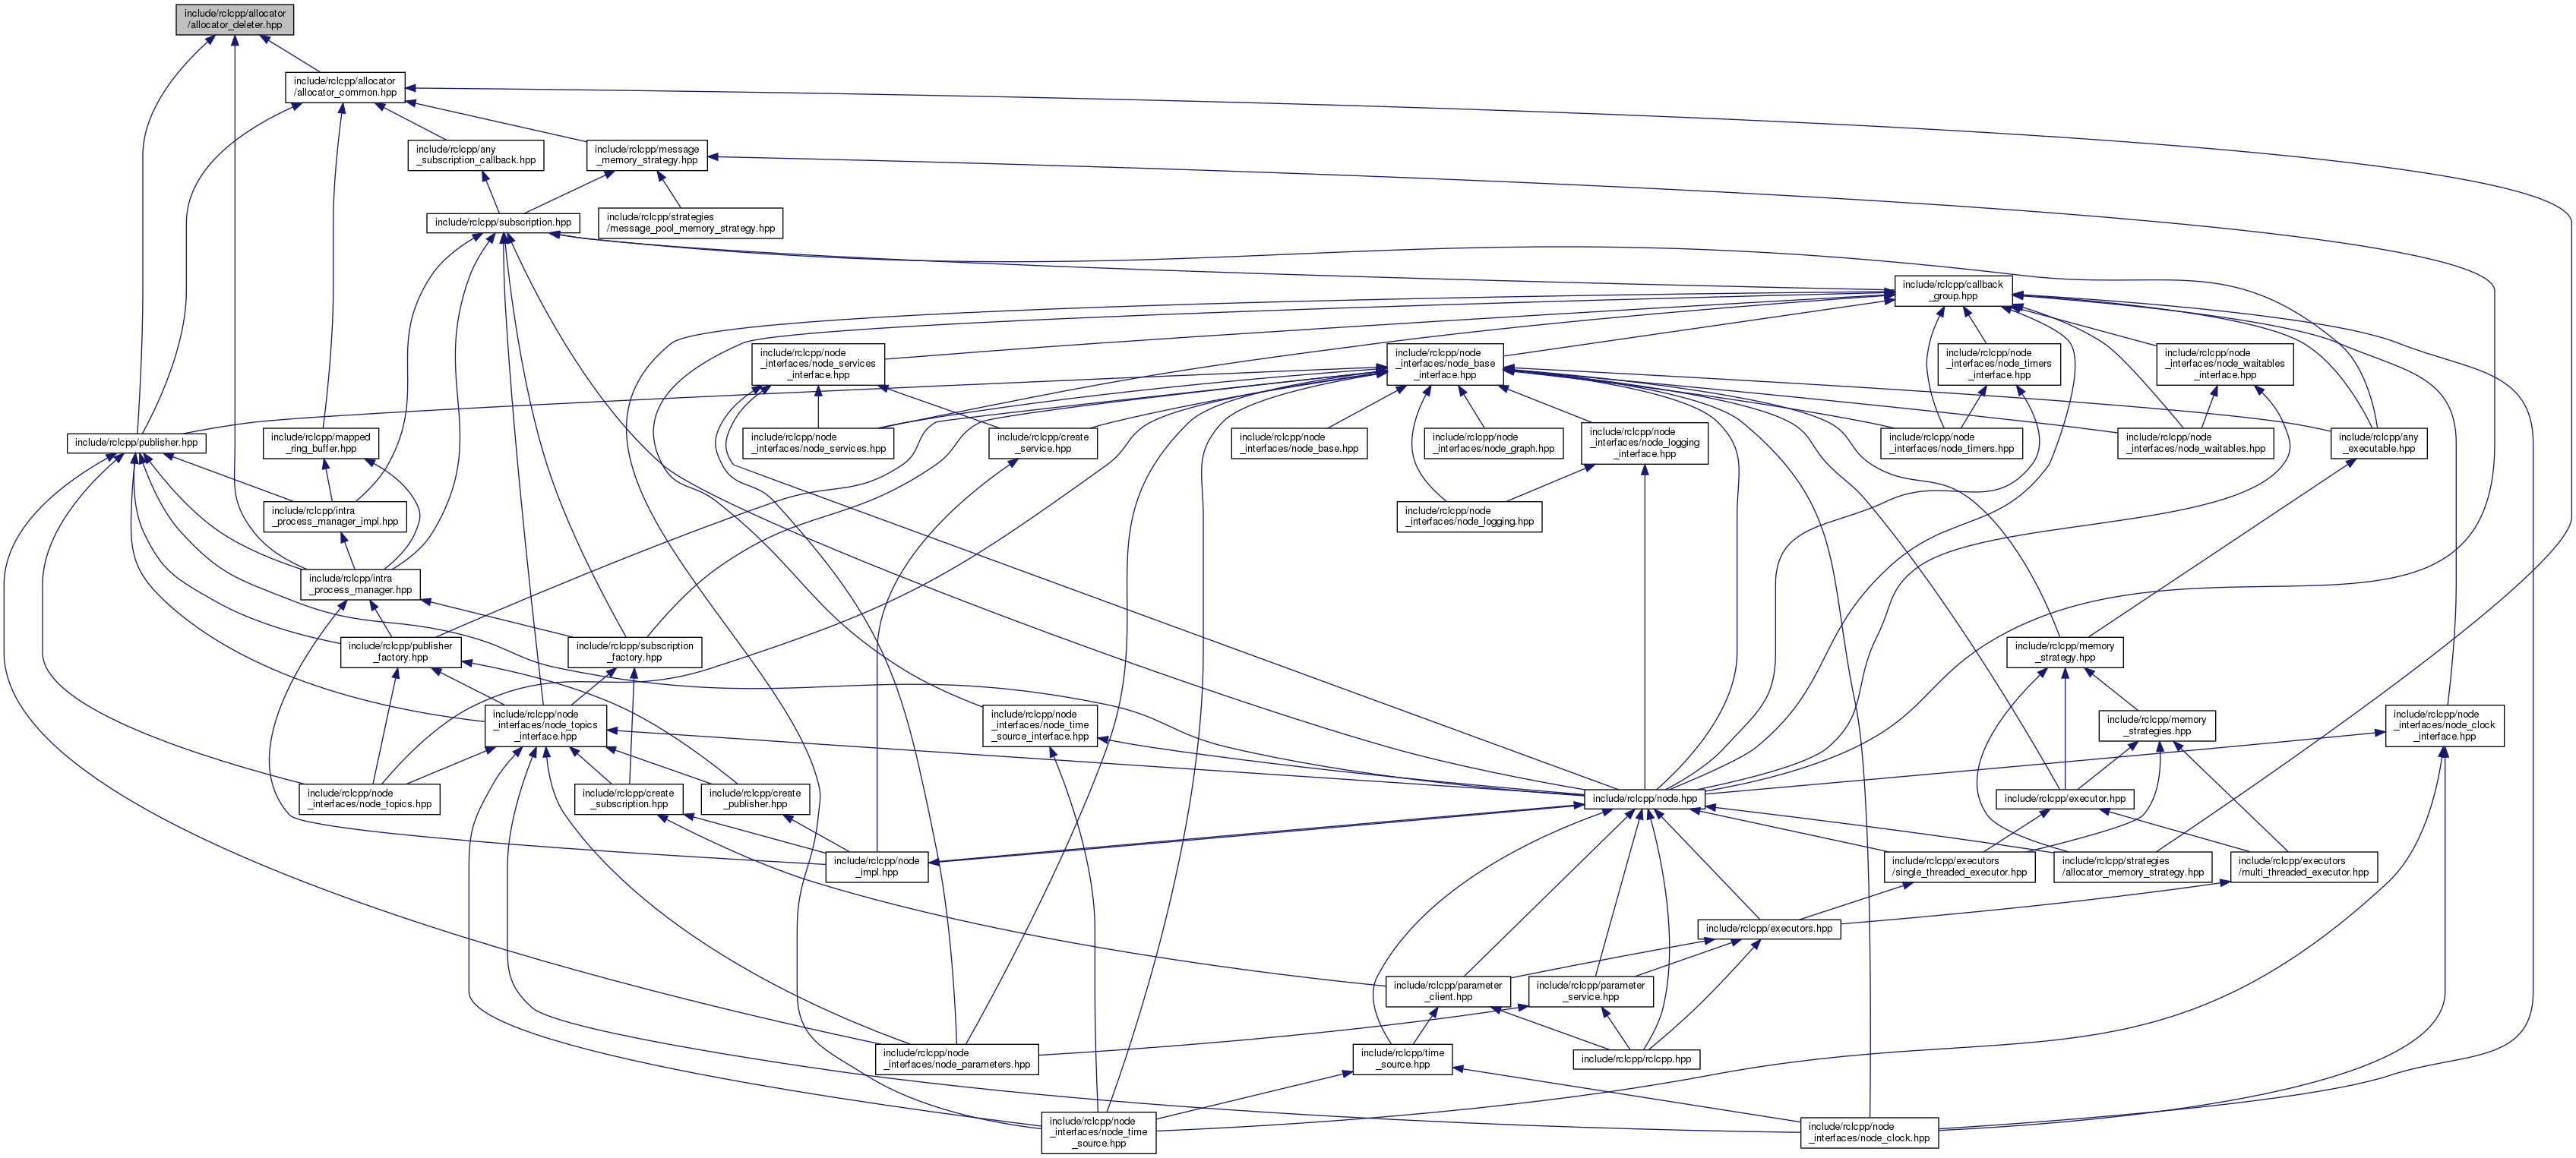 include/rclcpp/allocator
/allocator_deleter.hpp
include/rclcpp/allocator
/allocator_common.hpp
include/rclcpp/any
_subscription_callback.hpp
include/rclcpp/message
_memory_strategy.hpp
include/rclcpp/subscription.hpp
include/rclcpp/strategies
/message_pool_memory_strategy.hpp
include/rclcpp/callback
_group.hpp
include/rclcpp/node
_interfaces/node_services
_interface.hpp
include/rclcpp/node
_interfaces/node_base
_interface.hpp
include/rclcpp/node
_interfaces/node_timers
_interface.hpp
include/rclcpp/node
_interfaces/node_waitables
_interface.hpp
include/rclcpp/publisher.hpp
include/rclcpp/mapped
_ring_buffer.hpp
include/rclcpp/node
_interfaces/node_services.hpp
include/rclcpp/create
_service.hpp
include/rclcpp/node
_interfaces/node_base.hpp
include/rclcpp/node
_interfaces/node_graph.hpp
include/rclcpp/node
_interfaces/node_logging
_interface.hpp
include/rclcpp/node
_interfaces/node_timers.hpp
include/rclcpp/node
_interfaces/node_waitables.hpp
include/rclcpp/any
_executable.hpp
include/rclcpp/intra
_process_manager_impl.hpp
include/rclcpp/node
_interfaces/node_logging.hpp
include/rclcpp/intra
_process_manager.hpp
include/rclcpp/publisher
_factory.hpp
include/rclcpp/subscription
_factory.hpp
include/rclcpp/memory
_strategy.hpp
include/rclcpp/node
_interfaces/node_topics
_interface.hpp
include/rclcpp/node
_interfaces/node_time
_source_interface.hpp
include/rclcpp/memory
_strategies.hpp
include/rclcpp/node
_interfaces/node_clock
_interface.hpp
include/rclcpp/node
_interfaces/node_topics.hpp
include/rclcpp/create
_subscription.hpp
include/rclcpp/create
_publisher.hpp
include/rclcpp/node.hpp
include/rclcpp/executor.hpp
include/rclcpp/node
_impl.hpp
include/rclcpp/executors
/single_threaded_executor.hpp
include/rclcpp/strategies
/allocator_memory_strategy.hpp
include/rclcpp/executors
/multi_threaded_executor.hpp
include/rclcpp/executors.hpp
include/rclcpp/parameter
_client.hpp
include/rclcpp/parameter
_service.hpp
include/rclcpp/node
_interfaces/node_parameters.hpp
include/rclcpp/time
_source.hpp
include/rclcpp/rclcpp.hpp
include/rclcpp/node
_interfaces/node_time
_source.hpp
include/rclcpp/node
_interfaces/node_clock.hpp